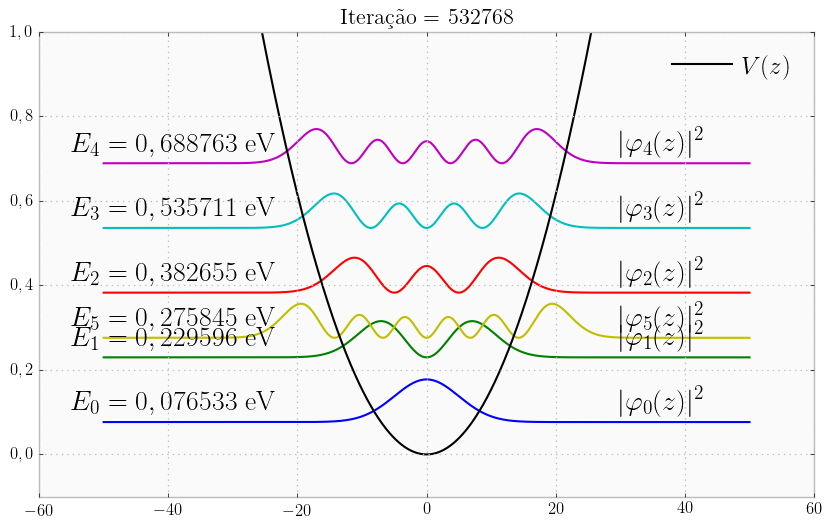 Iteração = 532768
1,0
V(z)
0,8
E₄ = 0,688763 eV |φ₄(z)|²
0,6
E₃ = 0,535711 eV |φ₃(z)|²
0,4
E₂ = 0,382655 eV |φ₂(z)|²
E₅ = 0,275845 eV |φ₅(z)|²
E₁ = 0,229596 eV |φ₁(z)|²
0,2
E₀ = 0,076533 eV |φ₀(z)|²
0,0
−60 −40 −20 0 20 40 60